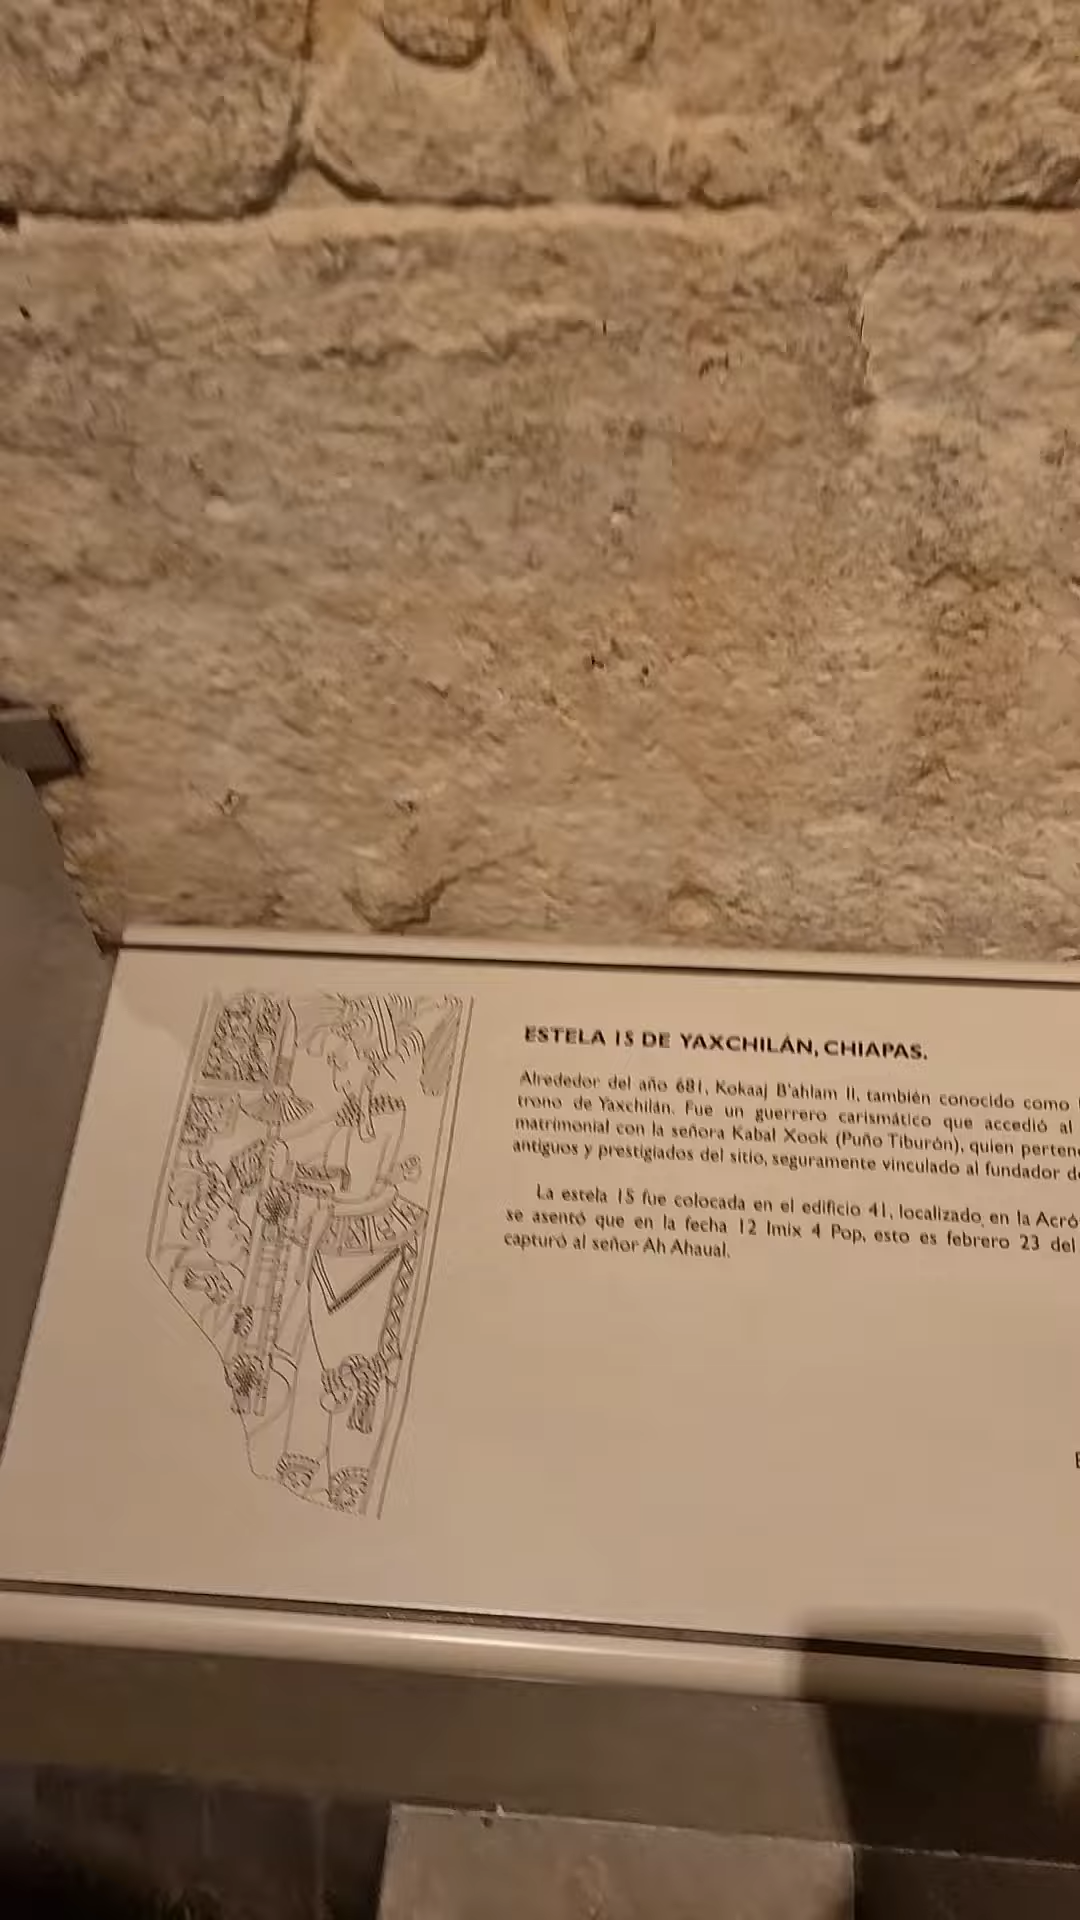 ESTELA 15 DE YAXCHILÁN, CHIAPAS.
Alrededor del año 681, Kokaaj B'ahlam II, también conocido como
trono de Yaxchilán. Fue un guerrero carismático que accedió al
matrimonial con la señora Kabal Xook (Puño Tiburón), quien pertene
antiguos y prestigiados del sitio, seguramente vinculado al fundador de
La estela 15 fue colocada en el edificio 41, localizado en la Acró
se asentó que en la fecha 12 Imix 4 Pop, esto es febrero 23 del
capturó al señor Ah Ahaual.